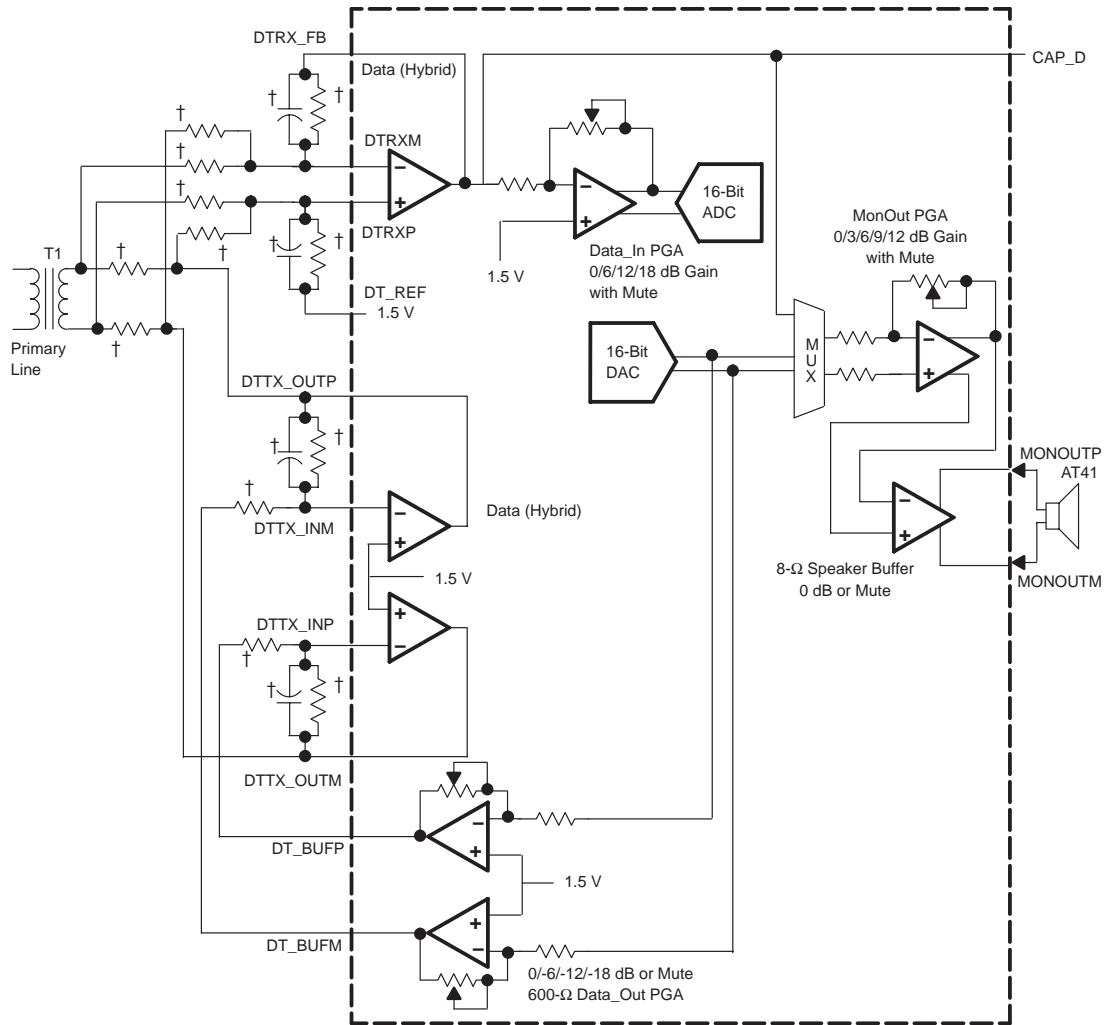 DTRX_FB
Data (Hybrid)
CAP_D
†
†
†
†
DTRXM
−
+
DTRXP
†
†
†
†
DT_REF
1.5 V
T1
†
†
Primary
Line
−
+
1.5 V
16-Bit
ADC
Data_In PGA
0/6/12/18 dB Gain
with Mute
MonOut PGA
0/3/6/9/12 dB Gain
with Mute
16-Bit
DAC
M
U
X
−
+
DTTX_OUTP
†
†
†
DTTX_INM
−
+
Data (Hybrid)
1.5 V
−
+
MONOUTP
AT41
8-Ω Speaker Buffer
0 dB or Mute
MONOUTM
DTTX_INP
†
+
−
†
†
DTTX_OUTM
−
+
DT_BUFP
1.5 V
+
−
DT_BUFM
0/-6/-12/-18 dB or Mute
600-Ω Data_Out PGA